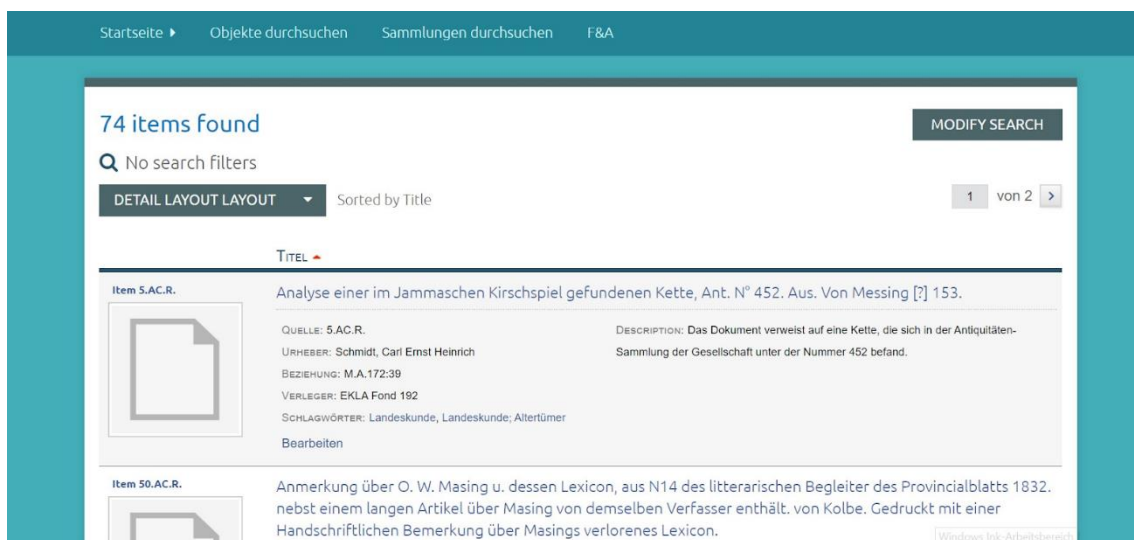 Startseite Objekte durchsuchen Sammlungen durchsuchen F&A
74 items found
MODIFY SEARCH
No search filters
DETAIL LAYOUT LAYOUT Sorted by Title
1 von 2 >
TITEL
Item 5.AC.R.
Analyse einer im Jammaschen Kirschspiel gefundenen Kette, Ant. N° 452. Aus. Von Messing [?] 153.
QUELLE: 5.AC.R.
URHEBER: Schmidt, Carl Ernst Heinrich
BEZIEHUNG: M.A.172:39
VERLEGER: EKLA Fond 192
SCHLAGWÖRTER: Landeskunde, Landeskunde; Altertümer
Bearbeiten
DESCRIPTION: Das Dokument verweist auf eine Kette, die sich in der Antiquitäten-
Sammlung der Gesellschaft unter der Nummer 452 befand.
Item 50.AC.R.
Anmerkung über O. W. Masing u. dessen Lexicon, aus N14 des litterarischen Begleiter des Provincialblatts 1832.
nebst einem langen Artikel über Masing von demselben Verfasser enthält. von Kolbe. Gedruckt mit einer
Handschriftlichen Bemerkung über Masings verlorenes Lexicon.
Windows Ink-Arbeitsbereich